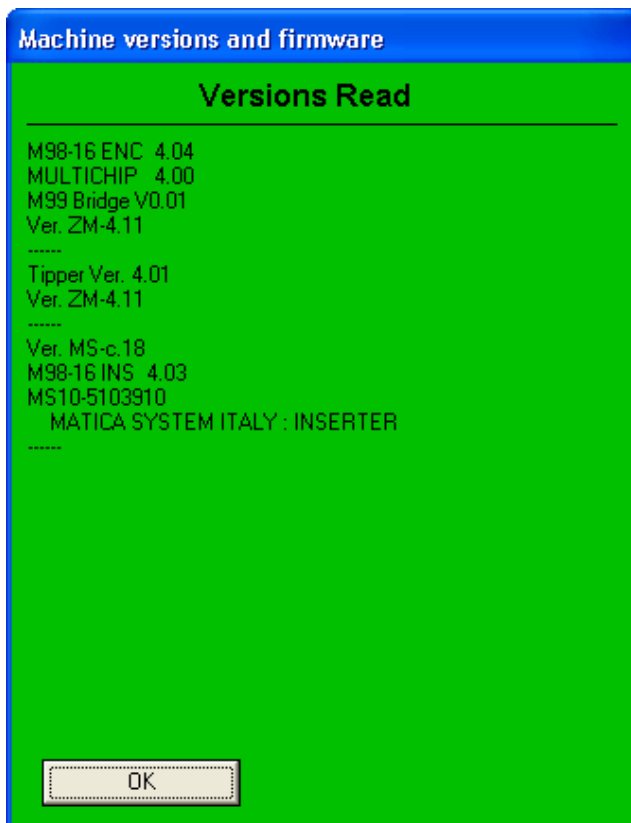 Machine versions and firmware
Versions Read
M98-16 ENC 4.04
MULTICHIP 4.00
M99 Bridge V0.01
Ver. ZM-4.11
------
Tipper Ver. 4.01
Ver. ZM-4.11
------
Ver. MS-c.18
M98-16 INS 4.03
MS10-5103910
MATICA SYSTEM ITALY : INSERTER
------
OK